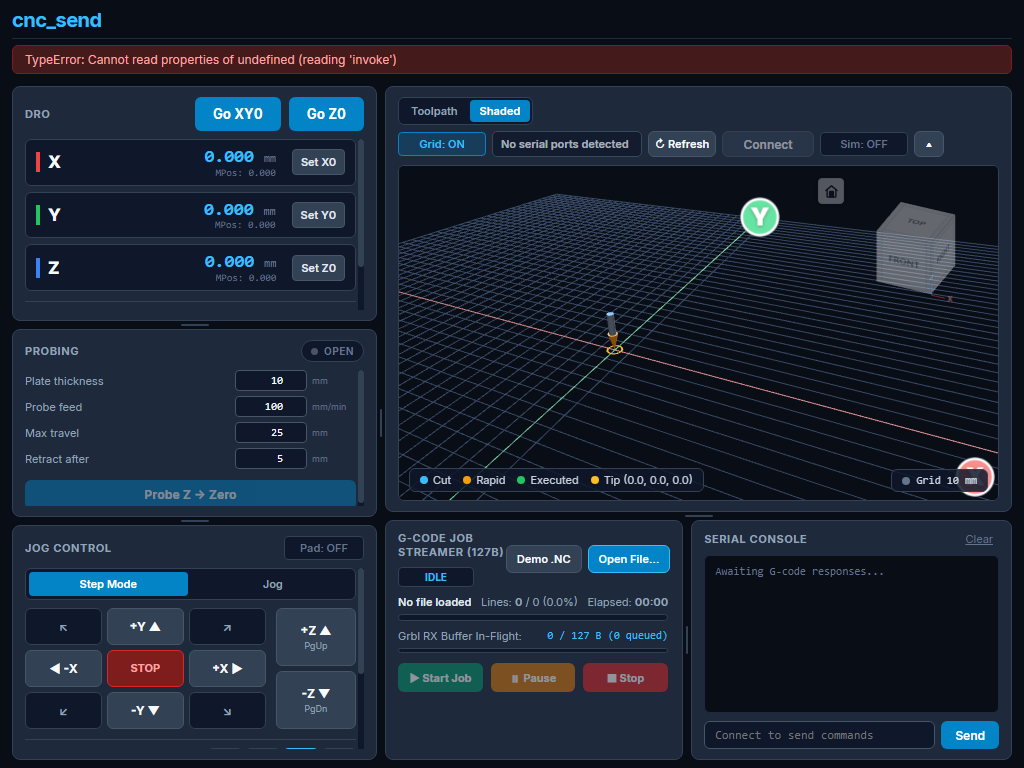 cnc_send
TypeError: Cannot read properties of undefined (reading 'invoke')
DRO
Go XY0
Go Z0
X
0.000 mm
MPos: 0.000
Set X0
Y
0.000 mm
MPos: 0.000
Set Y0
Z
0.000 mm
MPos: 0.000
Set Z0
PROBING
OPEN
Plate thickness 10 mm
Probe feed 100 mm/min
Max travel 25 mm
Retract after 5 mm
Probe Z → Zero
JOG CONTROL
Pad: OFF
Step Mode
Jog
↖
+Y ▲
↗
+Z ▲
PgUp
◀ -X
STOP
+X ▶
↙
-Y ▼
↘
-Z ▼
PgDn
Toolpath
Shaded
Grid: ON
No serial ports detected
↻ Refresh
Connect
Sim: OFF
▲
Y
TOP
FRONT
X
Cut
Rapid
Executed
Tip (0.0, 0.0, 0.0)
Grid 10 mm
G-CODE JOB
STREAMER (127B)
Demo .NC
Open File...
IDLE
No file loaded
Lines: 0 / 0 (0.0%)
Elapsed: 00:00
Grbl RX Buffer In-Flight:
0 / 127 B (0 queued)
▶ Start Job
⏸ Pause
■ Stop
SERIAL CONSOLE
Clear
Awaiting G-code responses...
Connect to send commands
Send